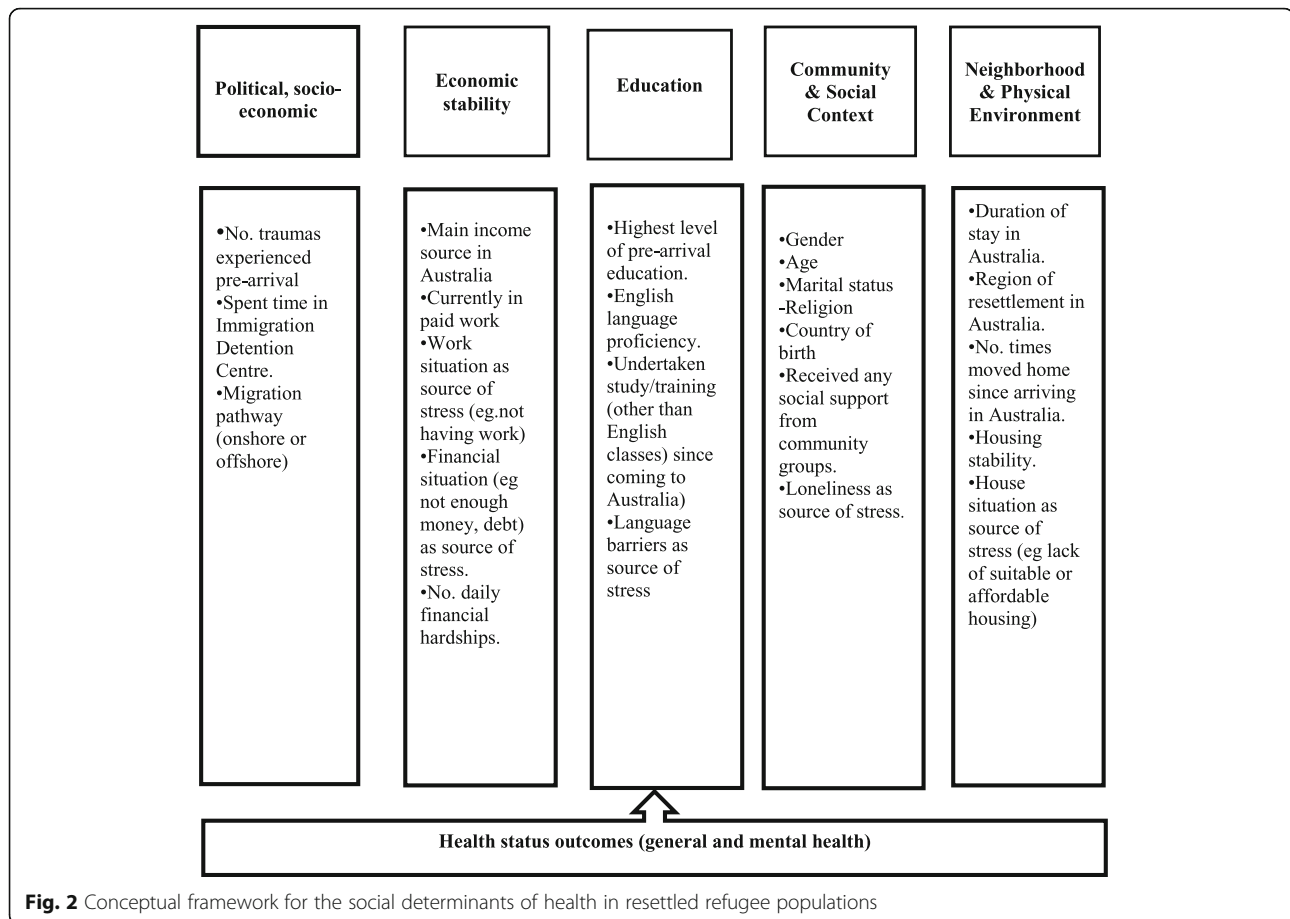 Political, socio-
economic
Economic
stability
Education
Community
& Social
Context
Neighborhood
& Physical
Environment
•No. traumas
experienced
pre-arrival
•Spent time in
Immigration
Detention
Centre.
•Migration
pathway
(onshore or
offshore)
•Main income
source in
Australia
•Currently in
paid work
•Work
situation as
source of
stress (eg.not
having work)
•Financial
situation (eg
not enough
money, debt)
as source of
stress.
•No. daily
financial
hardships.
•Highest level
of pre-arrival
education.
•English
language
proficiency.
•Undertaken
study/training
(other than
English
classes) since
coming to
Australia)
•Language
barriers as
source of
stress
•Gender
•Age
•Marital status
-Religion
•Country of
birth
•Received any
social support
from
community
groups.
•Loneliness as
source of stress.
•Duration of
stay in
Australia.
•Region of
resettlement in
Australia.
•No. times
moved home
since arriving
in Australia.
•Housing
stability.
•House
situation as
source of
stress (eg lack
of suitable or
affordable
housing)
Health status outcomes (general and mental health)
Fig. 2 Conceptual framework for the social determinants of health in resettled refugee populations